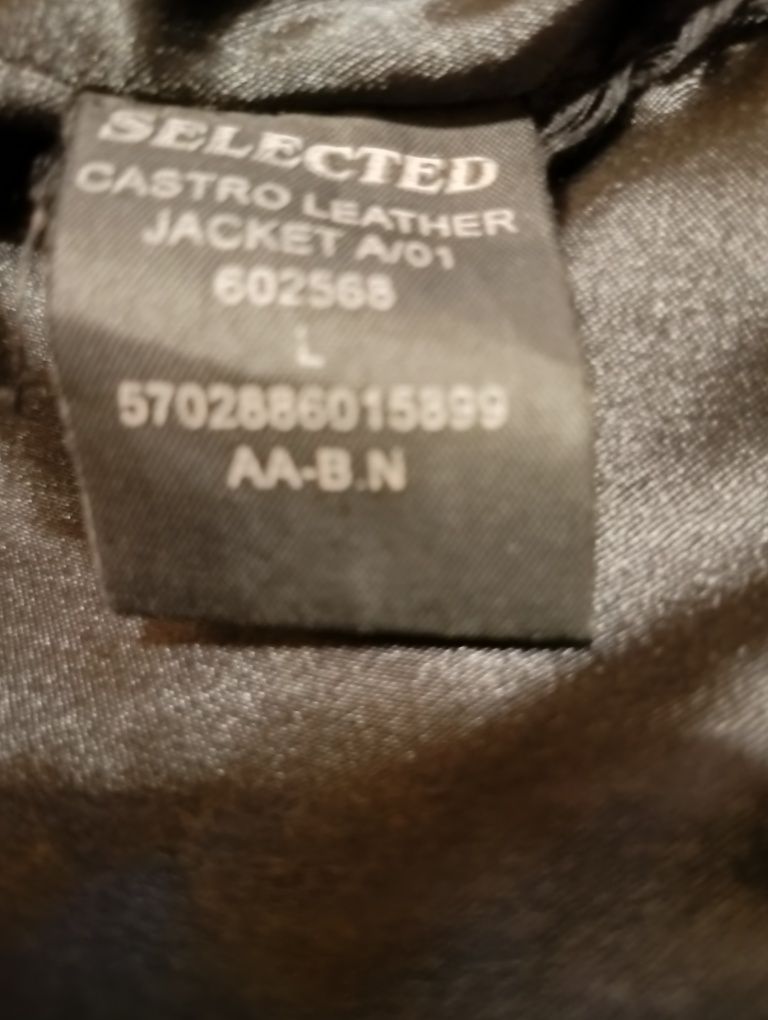 SELECTED
CASTRO LEATHER
JACKET A/01
602568
L
5702886015899
AA-B.N